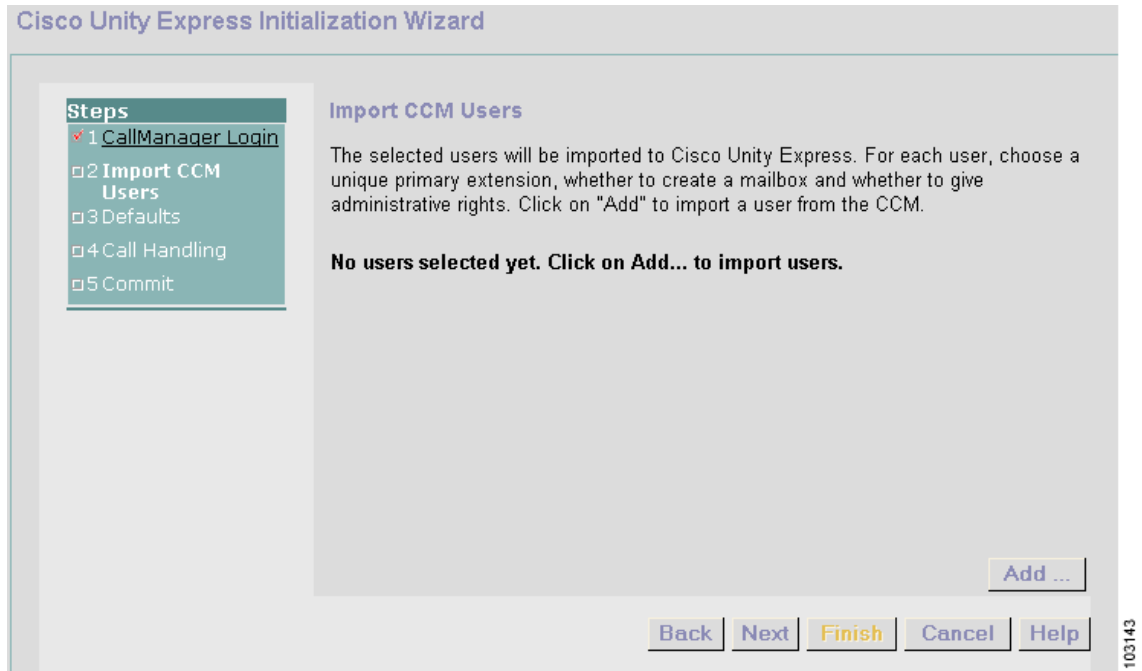 Cisco Unity Express Initialization Wizard
Steps
1 CallManager Login
2 Import CCM
Users
3 Defaults
4 Call Handling
5 Commit
Import CCM Users
The selected users will be imported to Cisco Unity Express. For each user, choose a
unique primary extension, whether to create a mailbox and whether to give
administrative rights. Click on "Add" to import a user from the CCM.
No users selected yet. Click on Add... to import users.
Add ...
Back Next Finish Cancel Help
103143